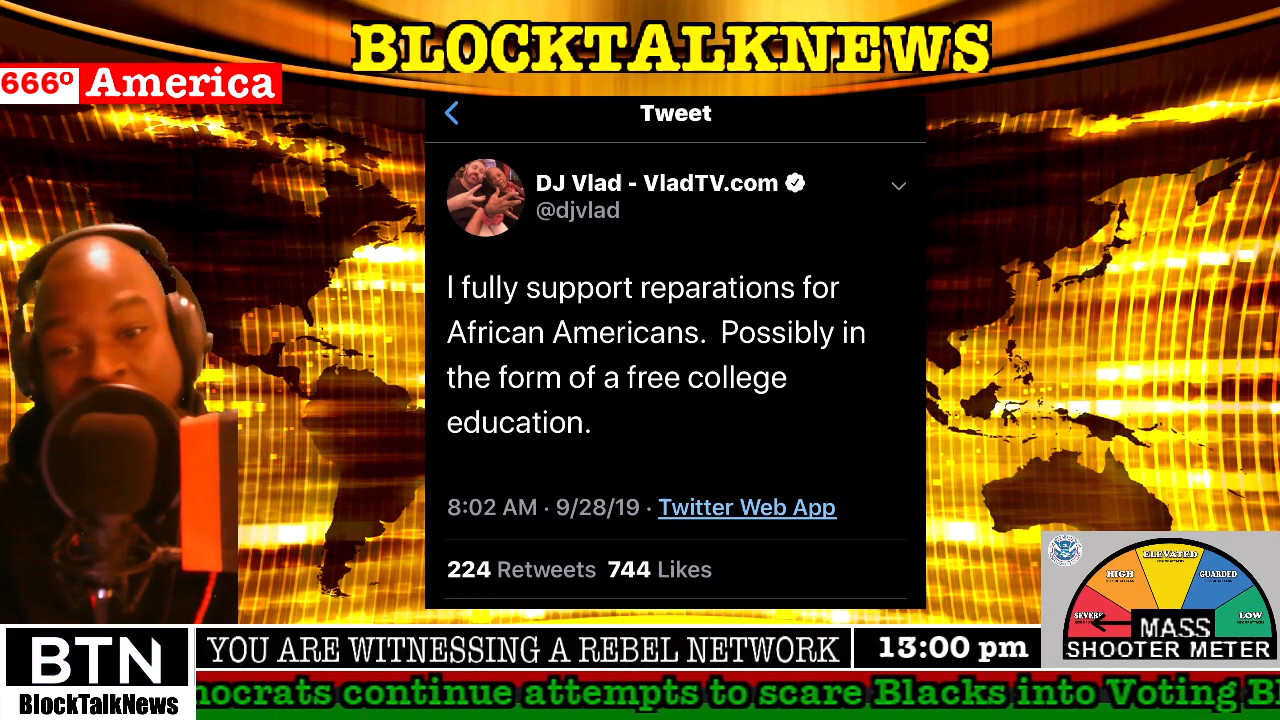 BLOCKTALKNEWS
666º America
Tweet
DJ Vlad - VladTV.com
@djvlad
I fully support reparations for
African Americans. Possibly in
the form of a free college
education.
8:02 AM · 9/28/19 · Twitter Web App
224 Retweets 744 Likes
ELEVATED
HIGH
GUARDED
SEVERE
LOW
MASS
SHOOTER METER
BTN
BlockTalkNews
YOU ARE WITNESSING A REBEL NETWORK
13:00 pm
continue attempts to scare Blacks into Voting